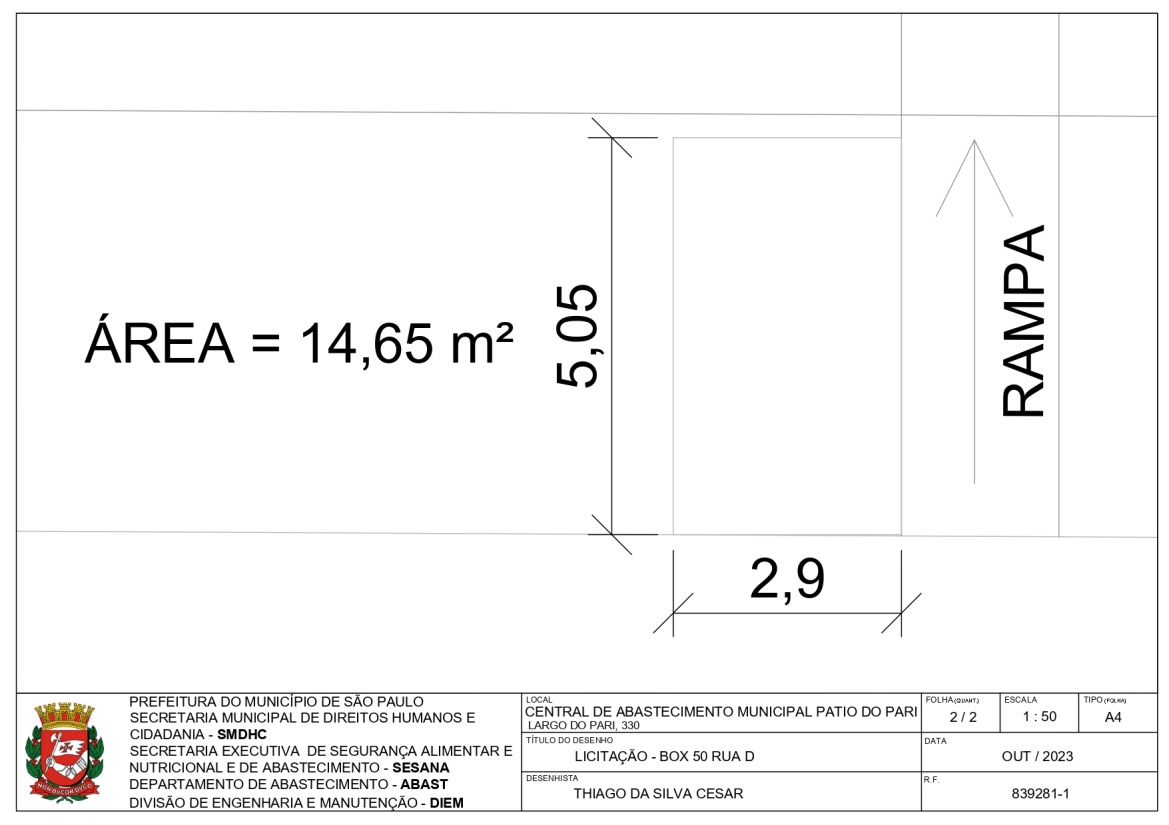 ÁREA = 14,65 m²
5,05
RAMPA
2,9
PREFEITURA DO MUNICÍPIO DE SÃO PAULO
SECRETARIA MUNICIPAL DE DIREITOS HUMANOS E
CIDADANIA - SMDHC
SECRETARIA EXECUTIVA DE SEGURANÇA ALIMENTAR E
NUTRICIONAL E DE ABASTECIMENTO - SESANA
DEPARTAMENTO DE ABASTECIMENTO - ABAST
DIVISÃO DE ENGENHARIA E MANUTENÇÃO - DIEM
NON DVCOR DVCO
LOCAL
CENTRAL DE ABASTECIMENTO MUNICIPAL PATIO DO PARI
LARGO DO PARI, 330
TÍTULO DO DESENHO
LICITAÇÃO - BOX 50 RUA D
DESENHISTA
THIAGO DA SILVA CESAR
FOLHA (QUANT.)
2 / 2
ESCALA
1 : 50
TIPO (FOLHA)
A4
DATA
OUT / 2023
R.F.
839281-1